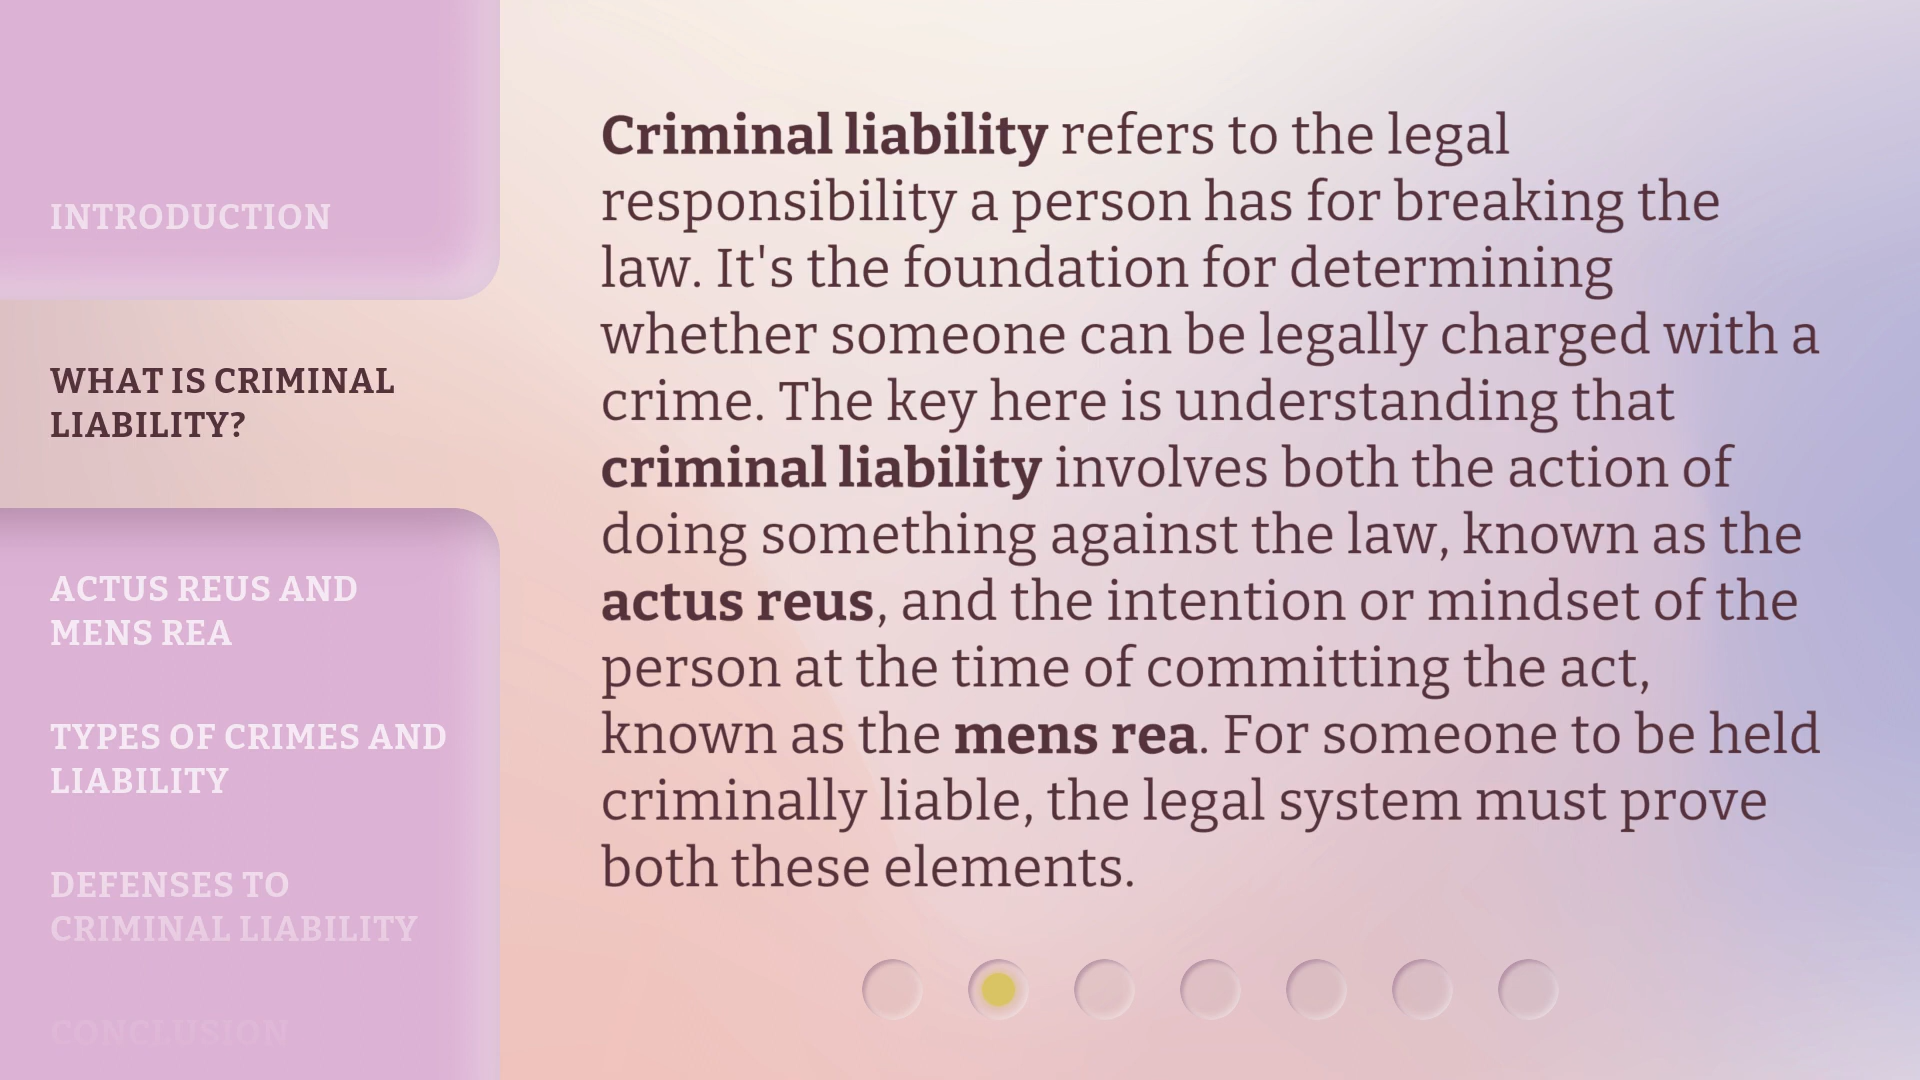 INTRODUCTION
WHAT IS CRIMINAL
LIABILITY?
ACTUS REUS AND
MENS REA
TYPES OF CRIMES AND
LIABILITY
DEFENSES TO
CRIMINAL LIABILITY
CONCLUSION
Criminal liability refers to the legal
responsibility a person has for breaking the
law. It's the foundation for determining
whether someone can be legally charged with a
crime. The key here is understanding that
criminal liability involves both the action of
doing something against the law, known as the
actus reus, and the intention or mindset of the
person at the time of committing the act,
known as the mens rea. For someone to be held
criminally liable, the legal system must prove
both these elements.